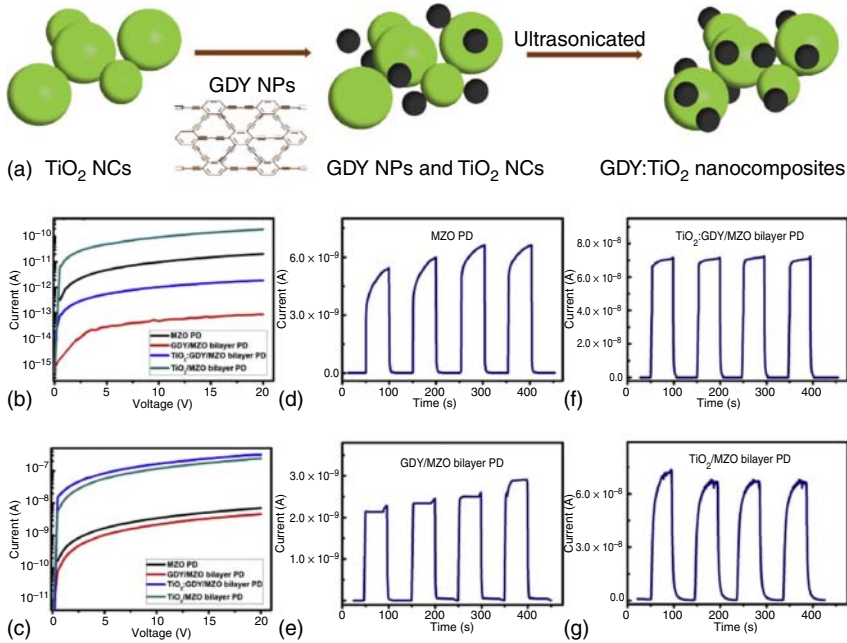 Ultrasonicated
GDY NPs
(a) TiO₂ NCs
GDY NPs and TiO₂ NCs
GDY:TiO₂ nanocomposites
Current (A)
10⁻¹⁰
10⁻¹¹
10⁻¹²
10⁻¹³
10⁻¹⁴
10⁻¹⁵
MZO PD
GDY/MZO bilayer PD
TiO₂:GDY/MZO bilayer PD
TiO₂/MZO bilayer PD
0 5 10 15 20
Voltage (V)
(b)
MZO PD
Current (A)
6.0 × 10⁻⁹
3.0 × 10⁻⁹
0.0
0 100 200 300 400
Time (s)
(d)
TiO₂:GDY/MZO bilayer PD
Current (A)
8.0 × 10⁻⁸
6.0 × 10⁻⁸
4.0 × 10⁻⁸
2.0 × 10⁻⁸
0.0
0 100 200 300 400
Time (s)
(f)
Current (A)
10⁻⁷
10⁻⁸
10⁻⁹
10⁻¹⁰
10⁻¹¹
MZO PD
GDY/MZO bilayer PD
TiO₂:GDY/MZO bilayer PD
TiO₂/MZO bilayer PD
0 5 10 15 20
Voltage (V)
(c)
GDY/MZO bilayer PD
Current (A)
3.0 × 10⁻⁹
2.0 × 10⁻⁹
1.0 × 10⁻⁹
0 100 200 300 400
Time (s)
(e)
TiO₂/MZO bilayer PD
Current (A)
6.0 × 10⁻⁸
3.0 × 10⁻⁸
0.0
0 100 200 300 400
Time (s)
(g)